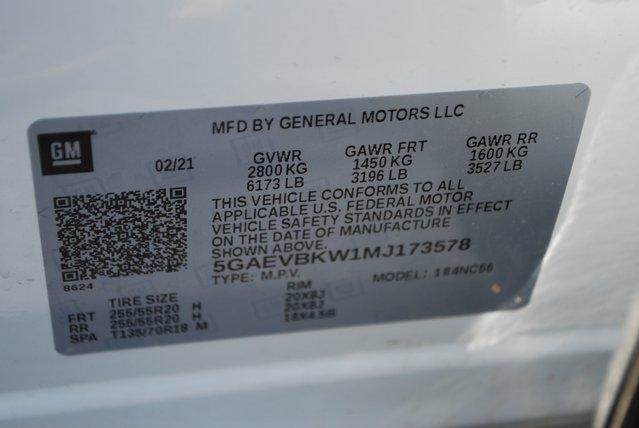 MFD BY GENERAL MOTORS LLC
GM
02/21
GVWR
2800 KG
6173 LB
GAWR FRT
1450 KG
3196 LB
GAWR RR
1600 KG
3527 LB
THIS VEHICLE CONFORMS TO ALL
APPLICABLE U.S. FEDERAL MOTOR
VEHICLE SAFETY STANDARDS IN EFFECT
ON THE DATE OF MANUFACTURE
SHOWN ABOVE.
5GAEVBKW1MJ173578
8624
TYPE: M.P.V.
MODEL: 184NC56
TIRE SIZE RIM
FRT 255/55R20 H 20X8J
RR 255/55R20 H 20X8J
SPA T135/70R18 M 18X4.5B